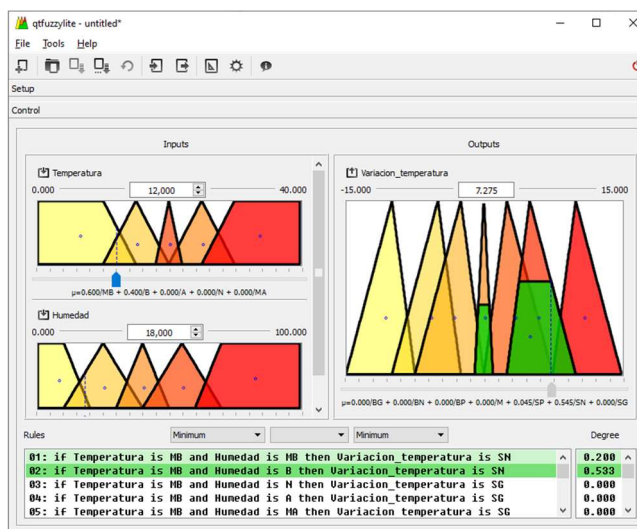 qtfuzzylite - untitled*
File Tools Help
Setup
Control
Inputs
Outputs
Temperatura
0.000 12,000 40.000
μ=0.600/MB + 0.400/B + 0.000/A + 0.000/N + 0.000/MA
Humedad
0.000 18,000 100.000
Variacion_temperatura
-15.000 7.275 15.000
μ=0.000/BG + 0.000/BN + 0.000/BP + 0.000/M + 0.045/SP + 0.545/SN + 0.000/SG
Rules Minimum Minimum Degree
01: if Temperatura is MB and Humedad is MB then Variacion_temperatura is SN 0.200
02: if Temperatura is MB and Humedad is B then Variacion_temperatura is SN 0.533
03: if Temperatura is MB and Humedad is N then Variacion_temperatura is SG 0.000
04: if Temperatura is MB and Humedad is A then Variacion_temperatura is SG 0.000
05: if Temperatura is MB and Humedad is MA then Variacion_temperatura is SG 0.000